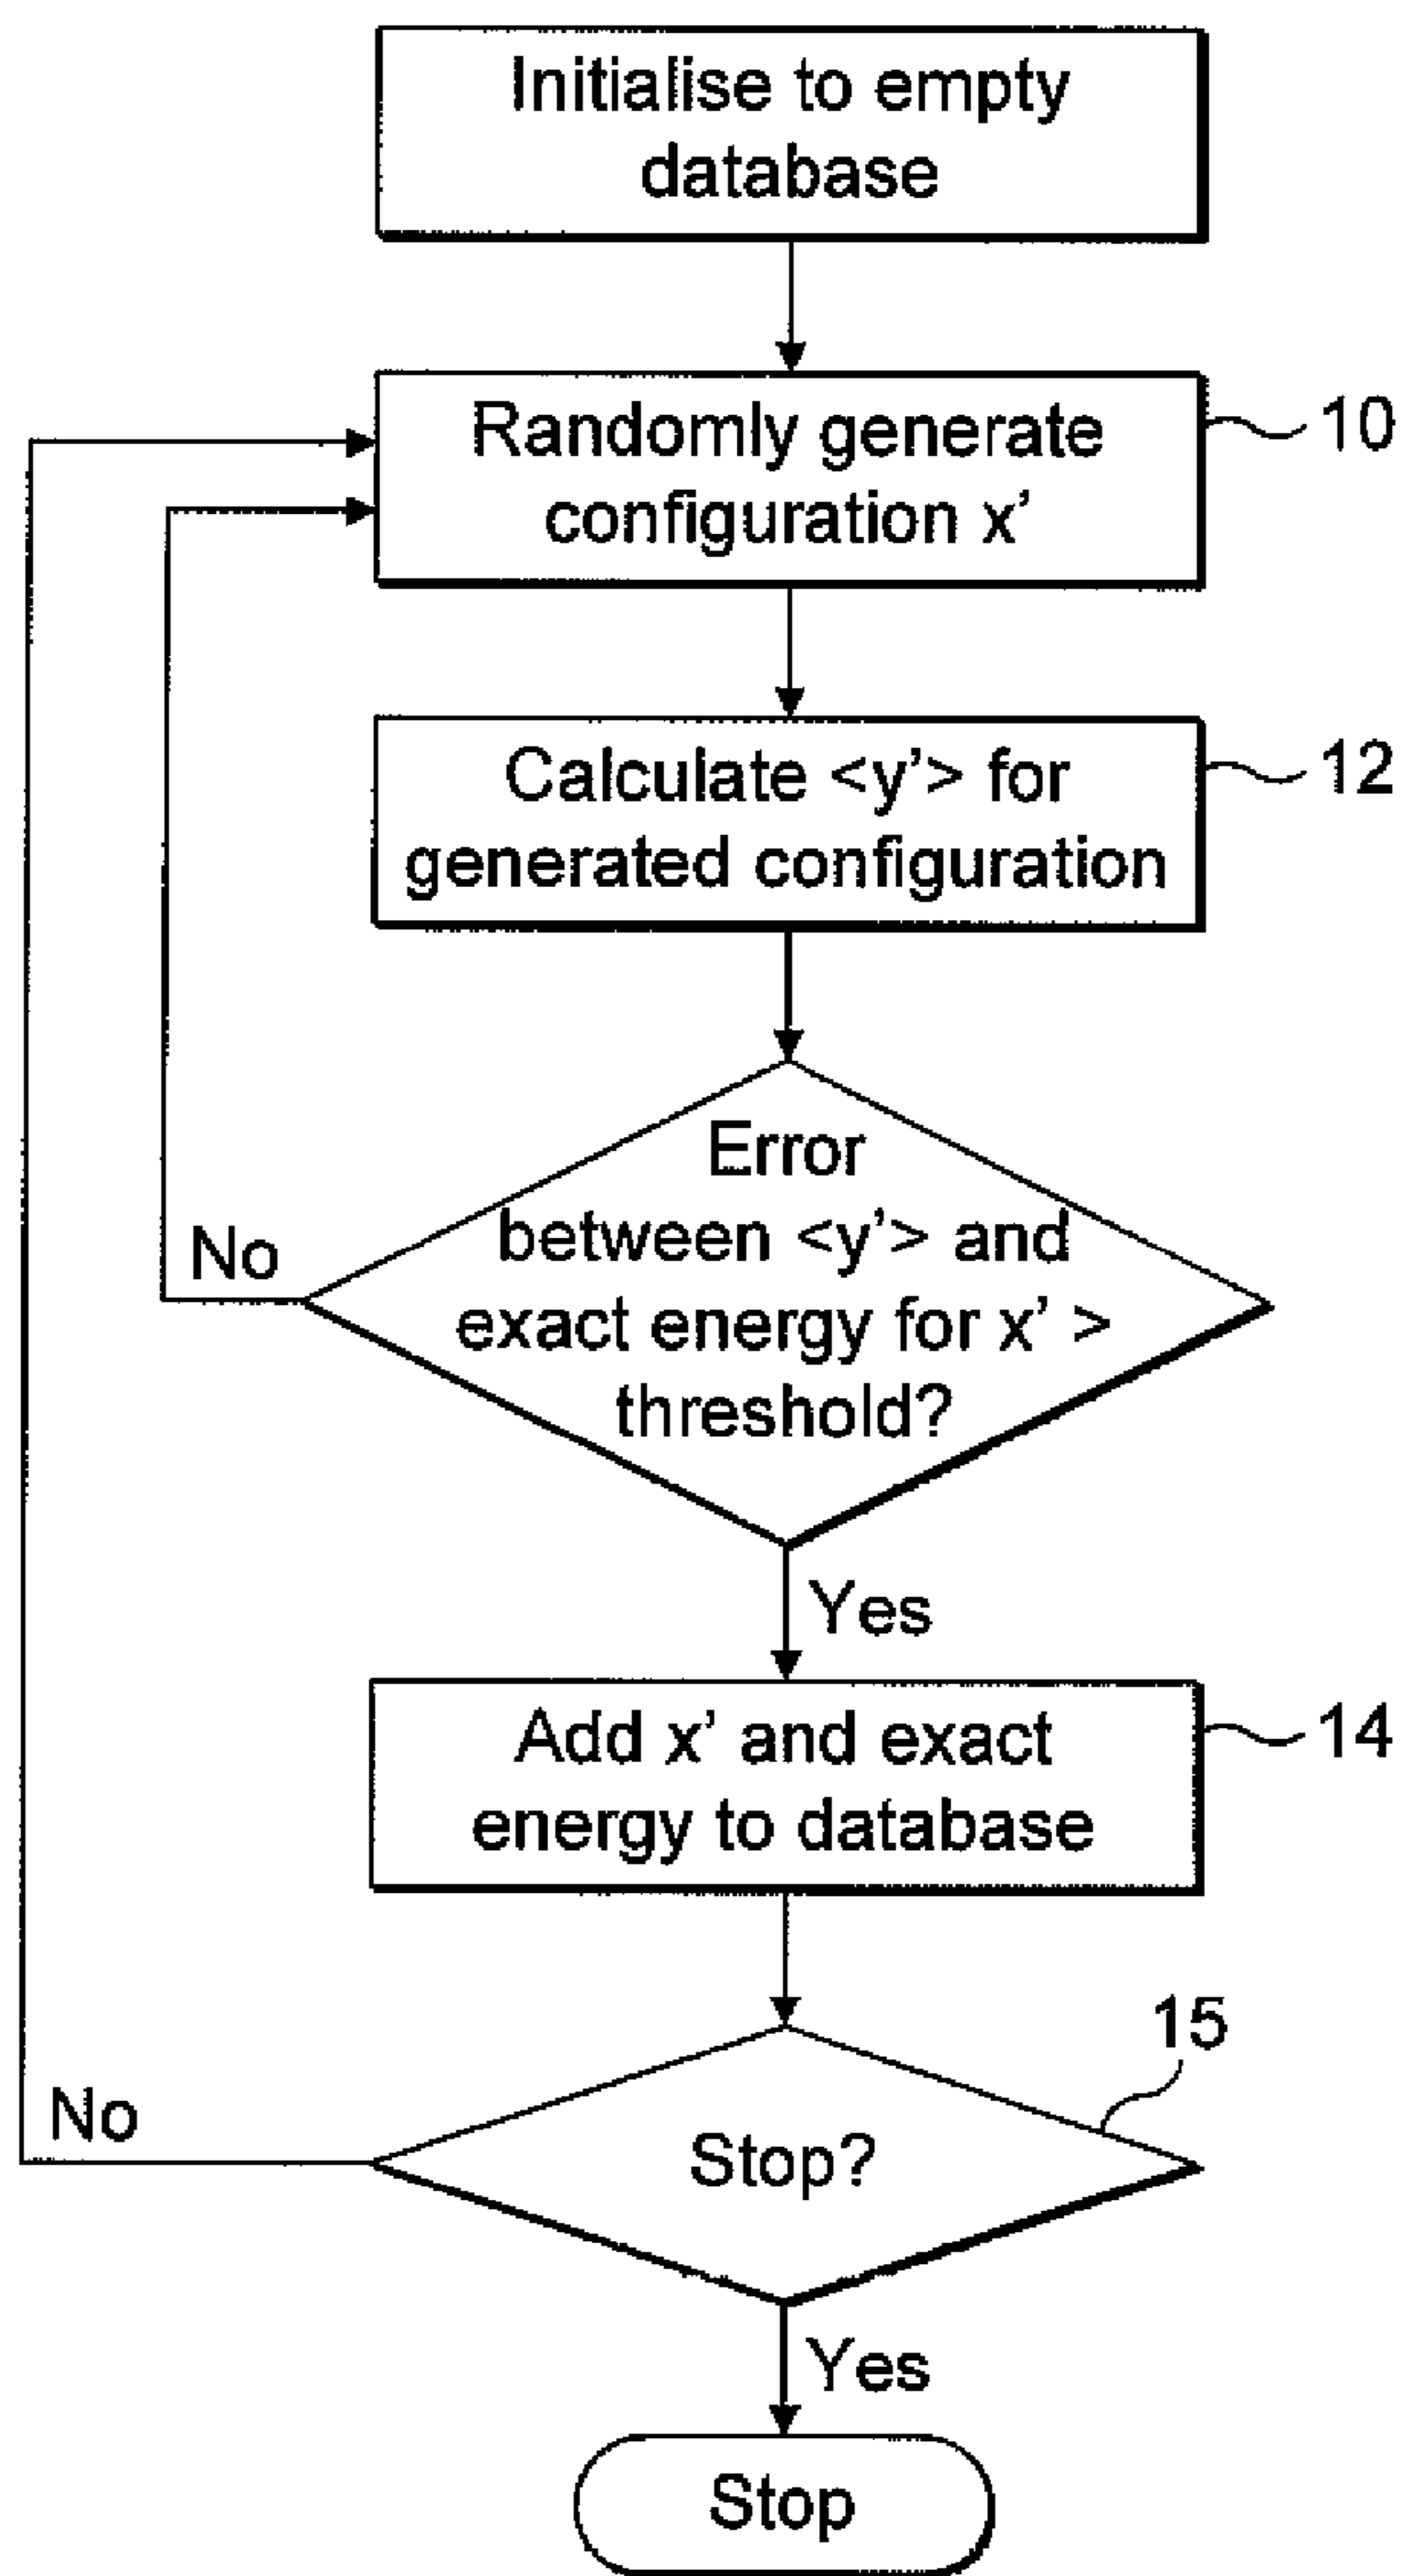 Initialise to empty
database
Randomly generate
configuration x’
10
Calculate <y’> for
generated configuration
12
Error
between <y’> and
exact energy for x’ >
threshold?
No
Yes
Add x’ and exact
energy to database
14
15
Stop?
No
Yes
Stop